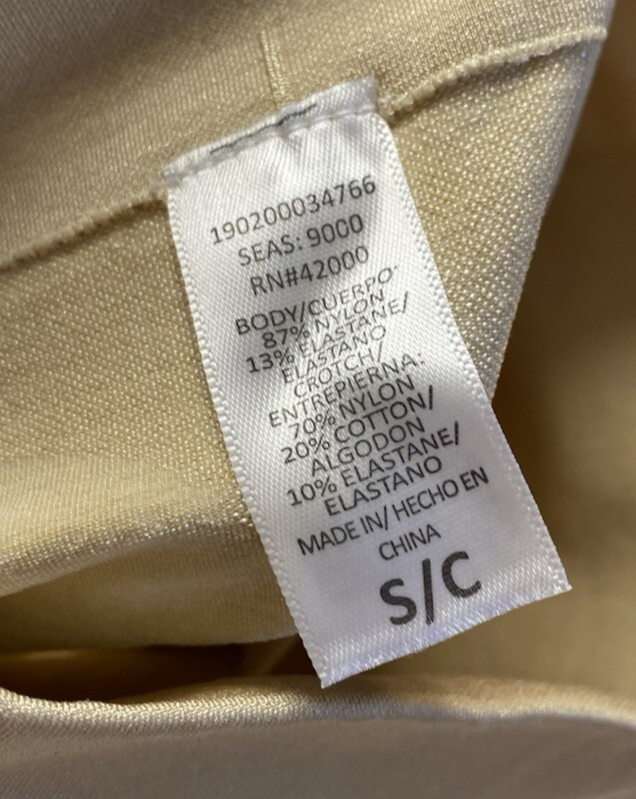 190200034766
SEAS: 9000
RN#42000
BODY/CUERPO:
87% NYLON
13% ELASTANE/
ELASTANO
CROTCH/
ENTREPIERNA:
70% NYLON
20% COTTON/
ALGODON
10% ELASTANE/
ELASTANO
MADE IN/ HECHO EN
CHINA
S/C